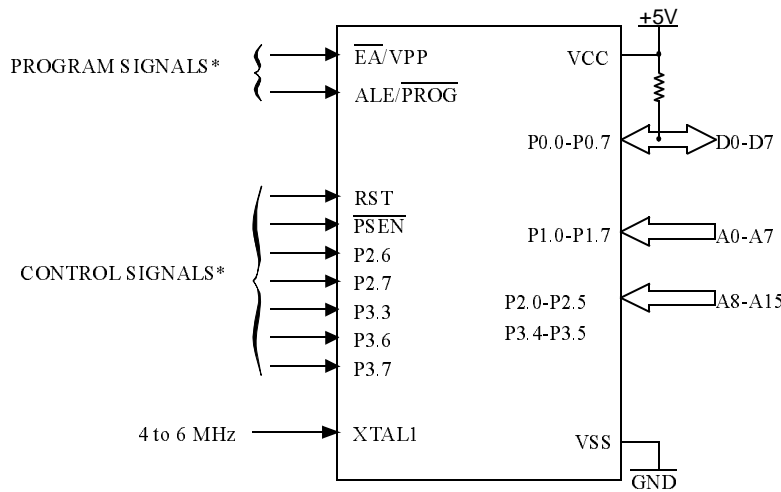 +5V
PROGRAM SIGNALS*
EA/VPP
ALE/PROG
VCC
P0.0-P0.7
D0-D7
CONTROL SIGNALS*
RST
PSEN
P2.6
P2.7
P3.3
P3.6
P3.7
P1.0-P1.7
A0-A7
P2.0-P2.5
P3.4-P3.5
A8-A15
4 to 6 MHz
XTAL1
VSS
GND